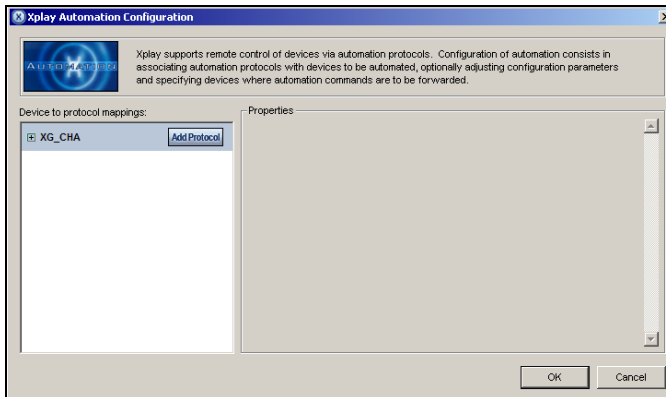 Xplay Automation Configuration
AUTOMATION
Xplay supports remote control of devices via automation protocols. Configuration of automation consists in
associating automation protocols with devices to be automated, optionally adjusting configuration parameters
and specifying devices where automation commands are to be forwarded.
Device to protocol mappings:
Properties
XG_CHA
Add Protocol
OK
Cancel